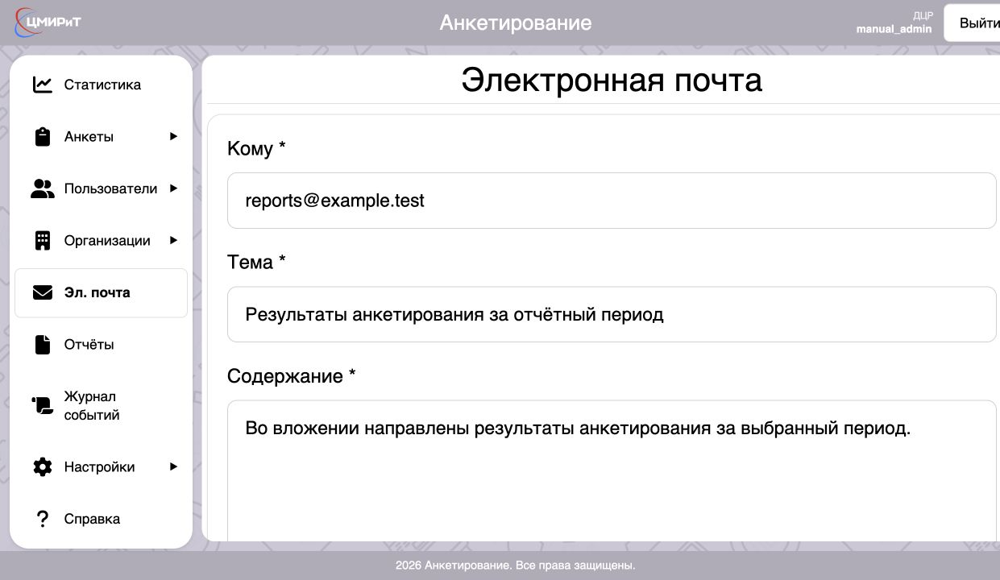 ЦМИРиТ
Анкетирование
ДЦР
manual_admin
Выйти
Статистика
Анкеты
Пользователи
Организации
Эл. почта
Отчёты
Журнал
событий
Настройки
Справка
Электронная почта
Кому *
reports@example.test
Тема *
Результаты анкетирования за отчётный период
Содержание *
Во вложении направлены результаты анкетирования за выбранный период.
2026 Анкетирование. Все права защищены.